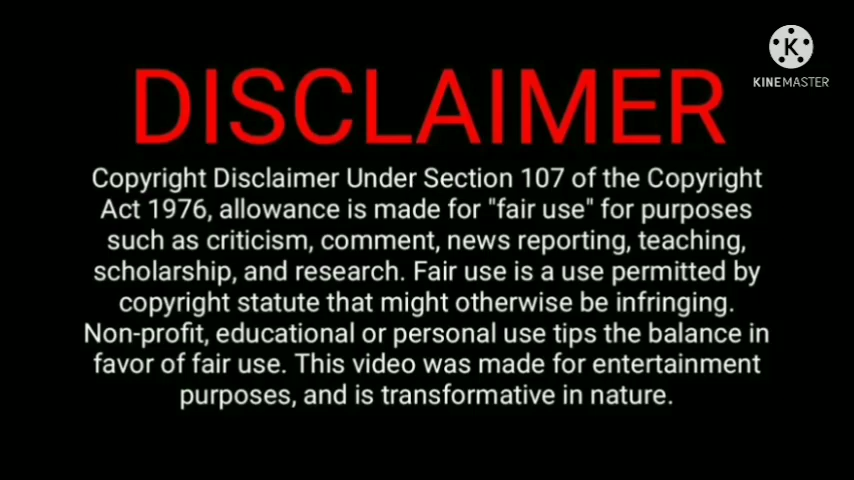 K
KINEMASTER
DISCLAIMER
Copyright Disclaimer Under Section 107 of the Copyright
Act 1976, allowance is made for "fair use" for purposes
such as criticism, comment, news reporting, teaching,
scholarship, and research. Fair use is a use permitted by
copyright statute that might otherwise be infringing.
Non-profit, educational or personal use tips the balance in
favor of fair use. This video was made for entertainment
purposes, and is transformative in nature.